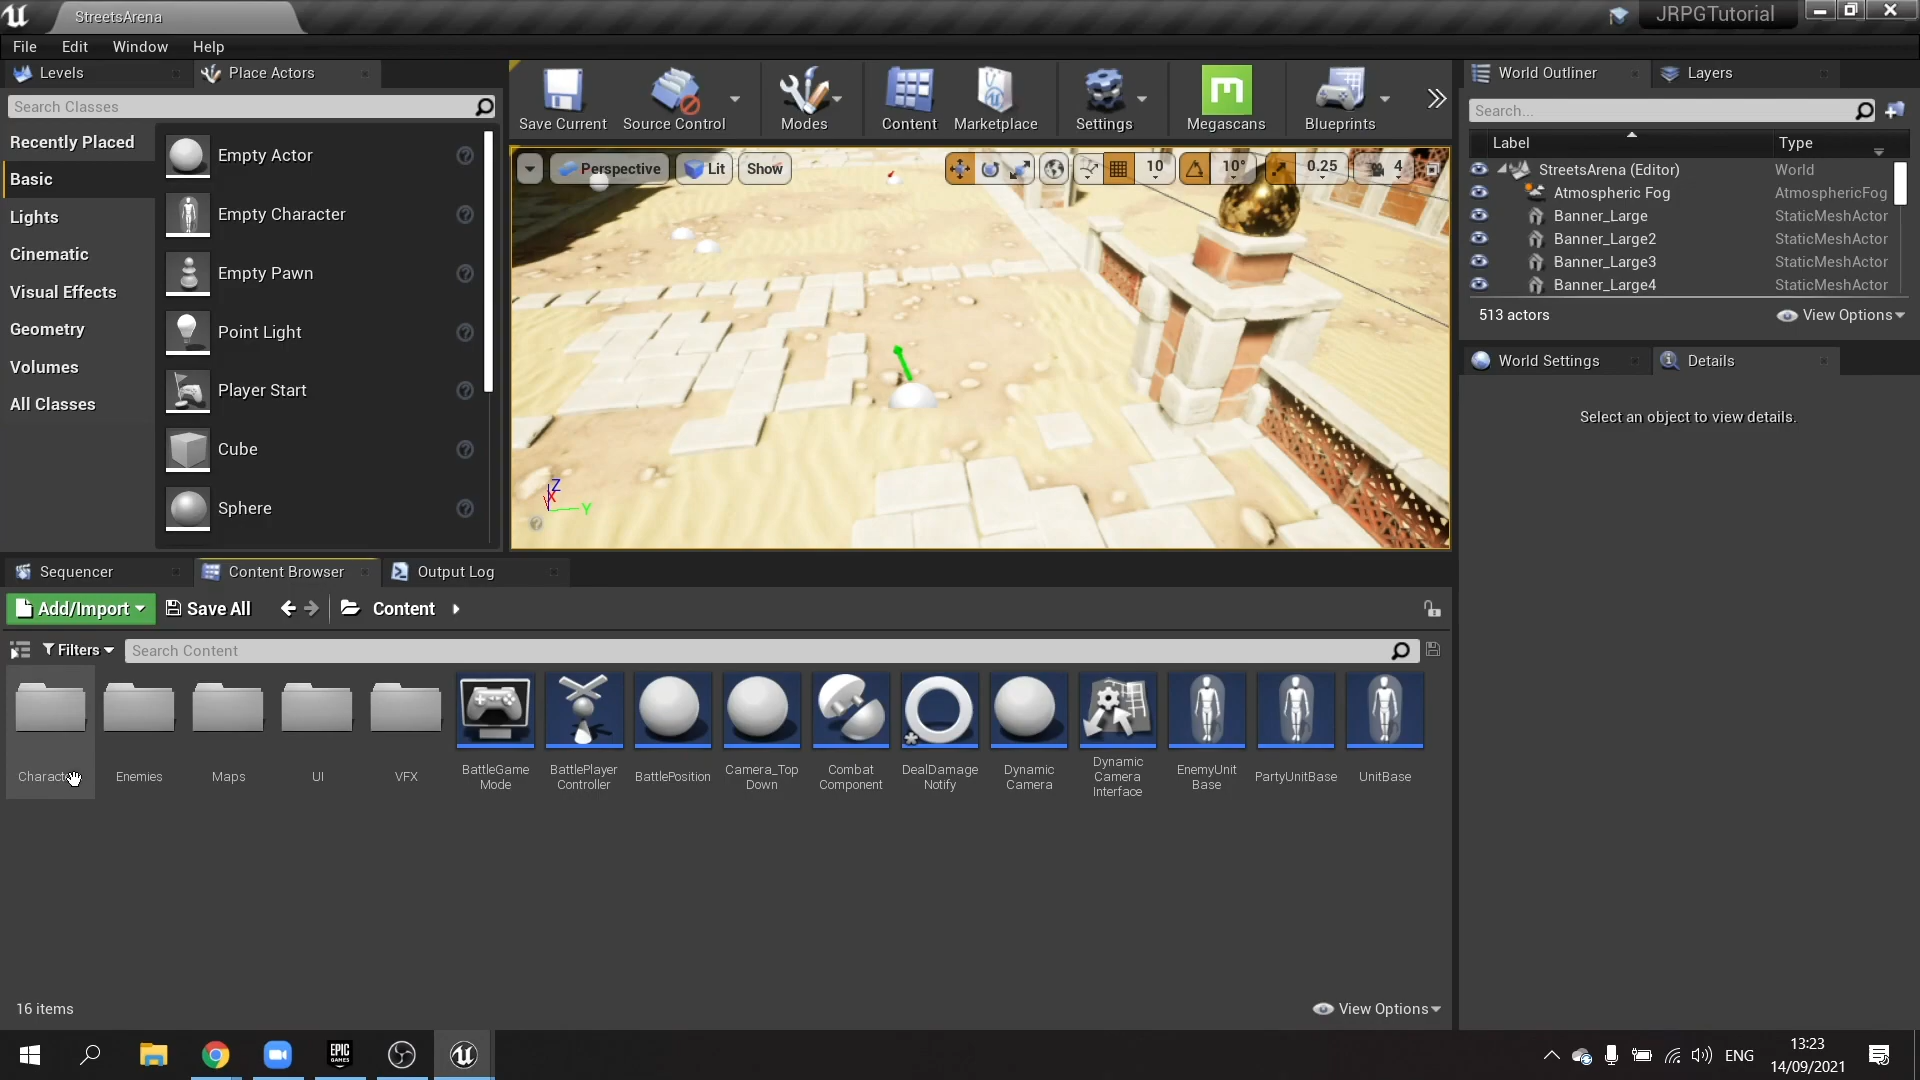 StreetsArena
JRPGTutorial
File Edit Window Help
Levels
Place Actors
Search Classes
Recently Placed
Basic
Lights
Cinematic
Visual Effects
Geometry
Volumes
All Classes
Empty Actor
Empty Character
Empty Pawn
Point Light
Player Start
Cube
Sphere
Save Current
Source Control
Modes
Content
Marketplace
Settings
Megascans
Blueprints
Perspective
Lit
Show
10
10°
0.25
4
Z
X
Y
World Outliner
Layers
Search...
Label Type
StreetsArena (Editor) World
Atmospheric Fog AtmosphericFog
Banner_Large StaticMeshActor
Banner_Large2 StaticMeshActor
Banner_Large3 StaticMeshActor
Banner_Large4 StaticMeshActor
513 actors
View Options
World Settings
Details
Select an object to view details.
Sequencer
Content Browser
Output Log
Add/Import
Save All
Content
Filters
Search Content
Enemies
Maps
UI
VFX
BattleGame
Mode
BattlePlayer
Controller
BattlePosition
Camera_Top
Down
Combat
Component
DealDamage
Notify
Dynamic
Camera
Dynamic
Camera
Interface
EnemyUnit
Base
PartyUnitBase
UnitBase
16 items
View Options
EPIC
GAMES
ENG
13:23
14/09/2021